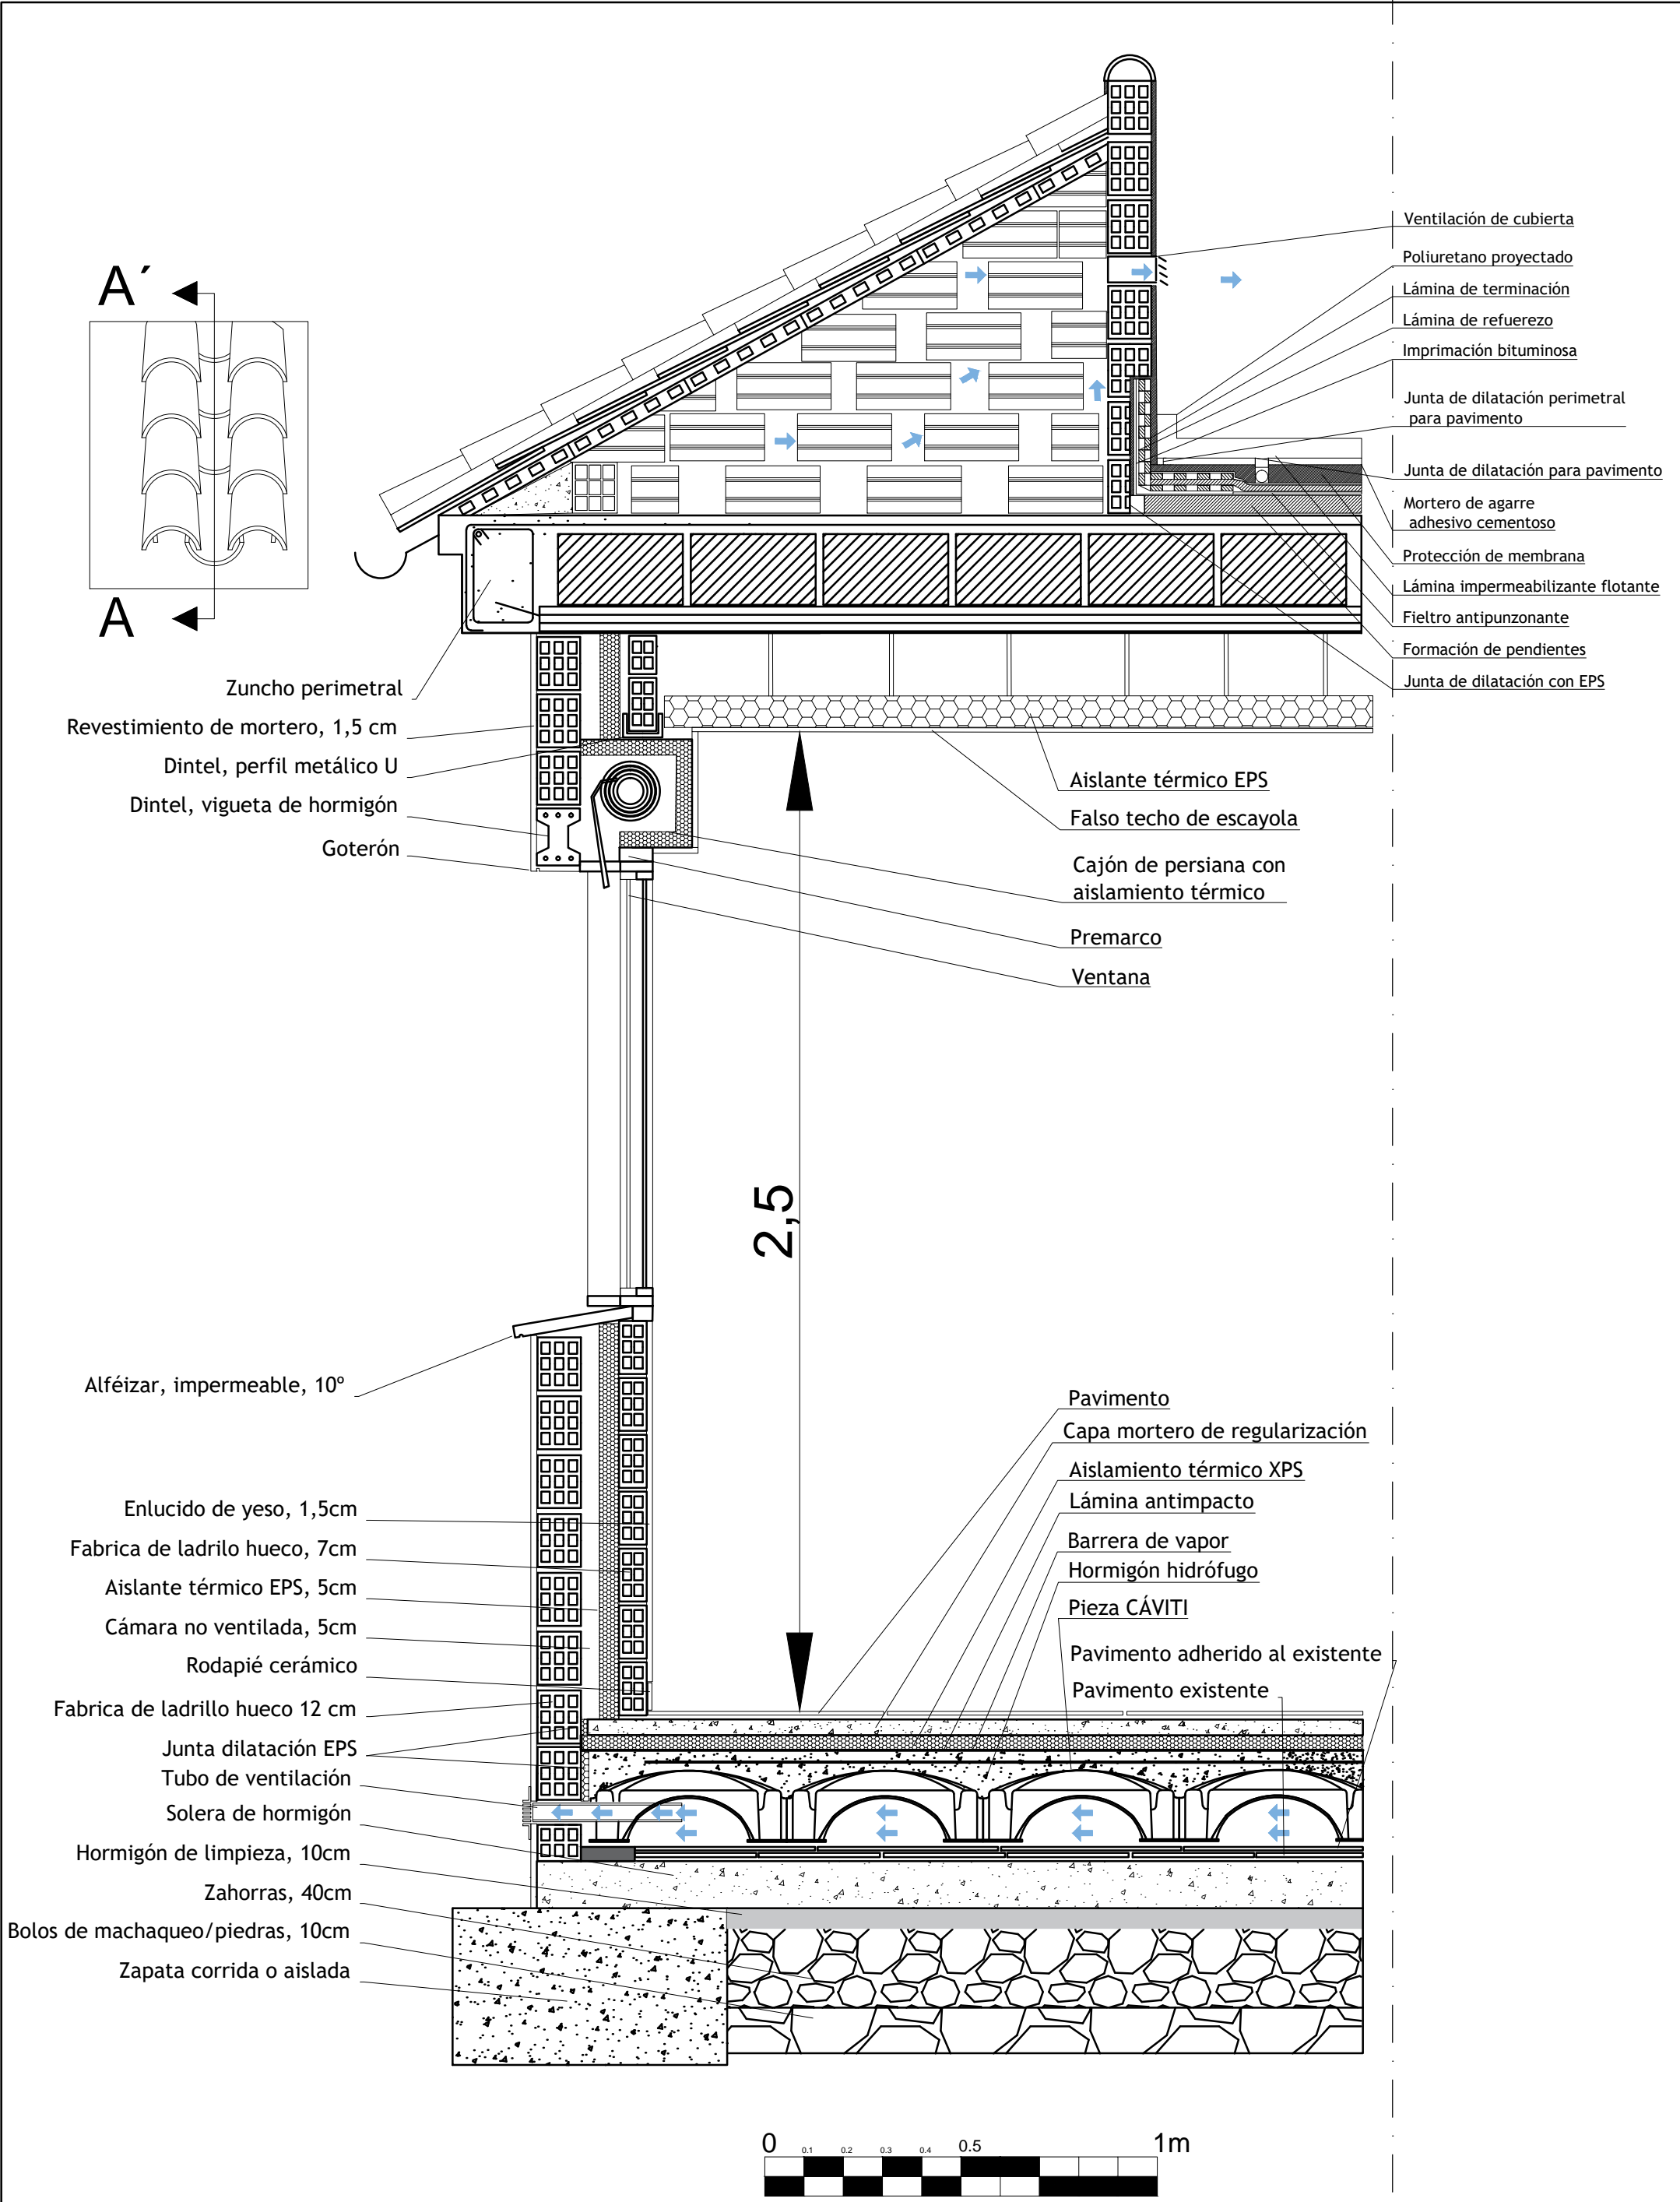 A´
A
Ventilación de cubierta
Poliuretano proyectado
Lámina de terminación
Lámina de refuerezo
Imprimación bituminosa
Junta de dilatación perimetral
para pavimento
Junta de dilatación para pavimento
Mortero de agarre
adhesivo cementoso
Protección de membrana
Lámina impermeabilizante flotante
Fieltro antipunzonante
Formación de pendientes
Junta de dilatación con EPS
Zuncho perimetral
Revestimiento de mortero, 1,5 cm
Dintel, perfil metálico U
Dintel, vigueta de hormigón
Goterón
Aislante térmico EPS
Falso techo de escayola
Cajón de persiana con
aislamiento térmico
Premarco
Ventana
2,5
Alféizar, impermeable, 10º
Enlucido de yeso, 1,5cm
Fabrica de ladrilo hueco, 7cm
Aislante térmico EPS, 5cm
Cámara no ventilada, 5cm
Rodapié cerámico
Fabrica de ladrillo hueco 12 cm
Junta dilatación EPS
Tubo de ventilación
Solera de hormigón
Hormigón de limpieza, 10cm
Zahorras, 40cm
Bolos de machaqueo/piedras, 10cm
Zapata corrida o aislada
Pavimento
Capa mortero de regularización
Aislamiento térmico XPS
Lámina antimpacto
Barrera de vapor
Hormigón hidrófugo
Pieza CÁVITI
Pavimento adherido al existente
Pavimento existente
0 0.1 0.2 0.3 0.4 0.5 1m